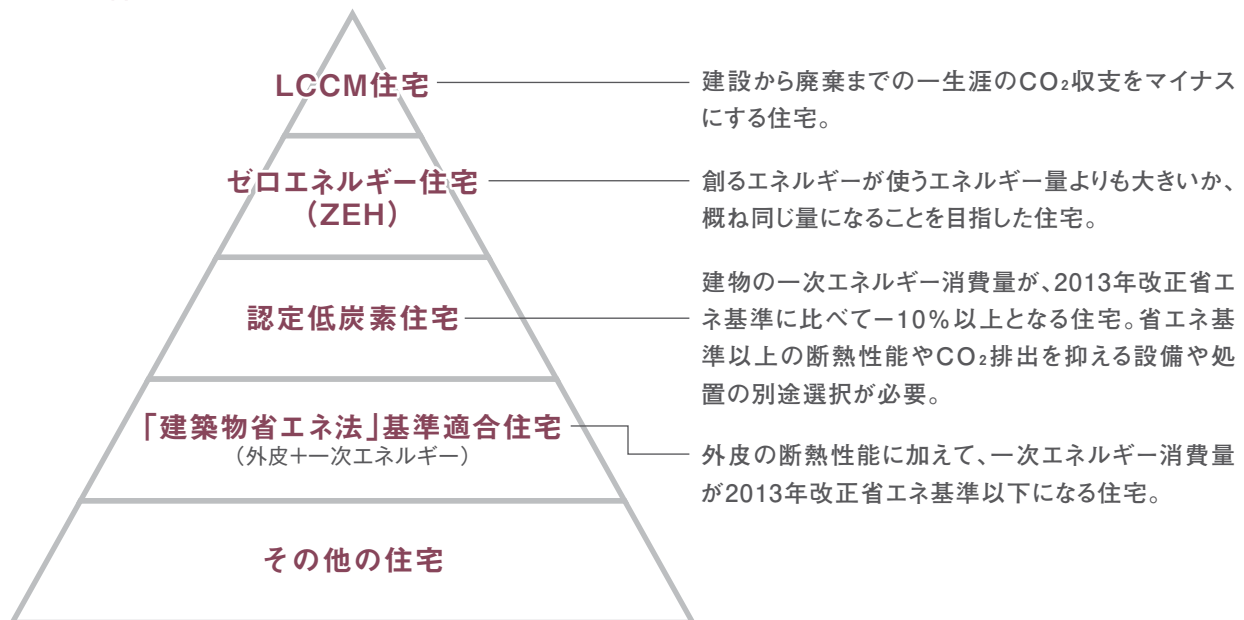 LCCM住宅
建設から廃棄までの一生涯のCO₂収支をマイナス
にする住宅。
ゼロエネルギー住宅
(ZEH)
創るエネルギーが使うエネルギー量よりも大きいか、
概ね同じ量になることを目指した住宅。
認定低炭素住宅
建物の一次エネルギー消費量が、2013年改正省エ
ネ基準に比べてー10%以上となる住宅。省エネ基
準以上の断熱性能やCO₂排出を抑える設備や処
置の別途選択が必要。
「建築物省エネ法」基準適合住宅
(外皮+一次エネルギー)
外皮の断熱性能に加えて、一次エネルギー消費量
が2013年改正省エネ基準以下になる住宅。
その他の住宅